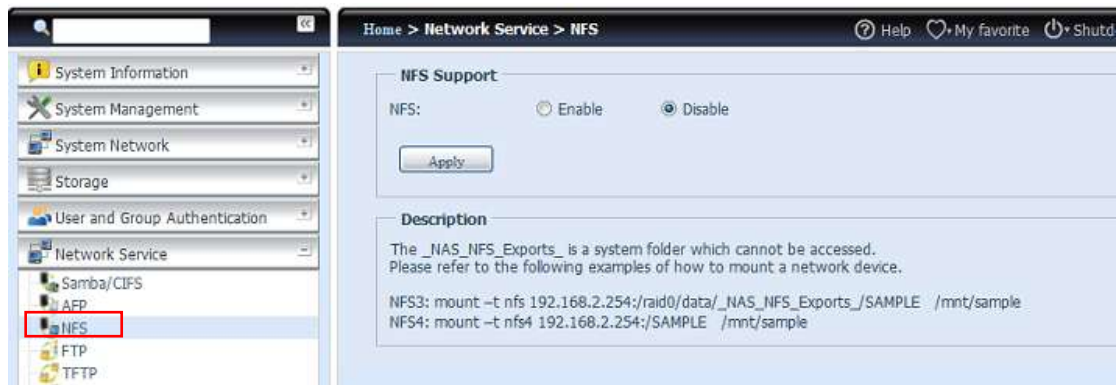 Home > Network Service > NFS
Help
My favorite
Shutd
System Information
System Management
System Network
Storage
User and Group Authentication
Network Service
Samba/CIFS
AFP
NFS
FTP
TFTP
NFS Support
NFS: Enable Disable
Apply
Description
The _NAS_NFS_Exports_ is a system folder which cannot be accessed.
Please refer to the following examples of how to mount a network device.
NFS3: mount –t nfs 192.168.2.254:/raid0/data/_NAS_NFS_Exports_/SAMPLE /mnt/sample
NFS4: mount –t nfs4 192.168.2.254:/SAMPLE /mnt/sample